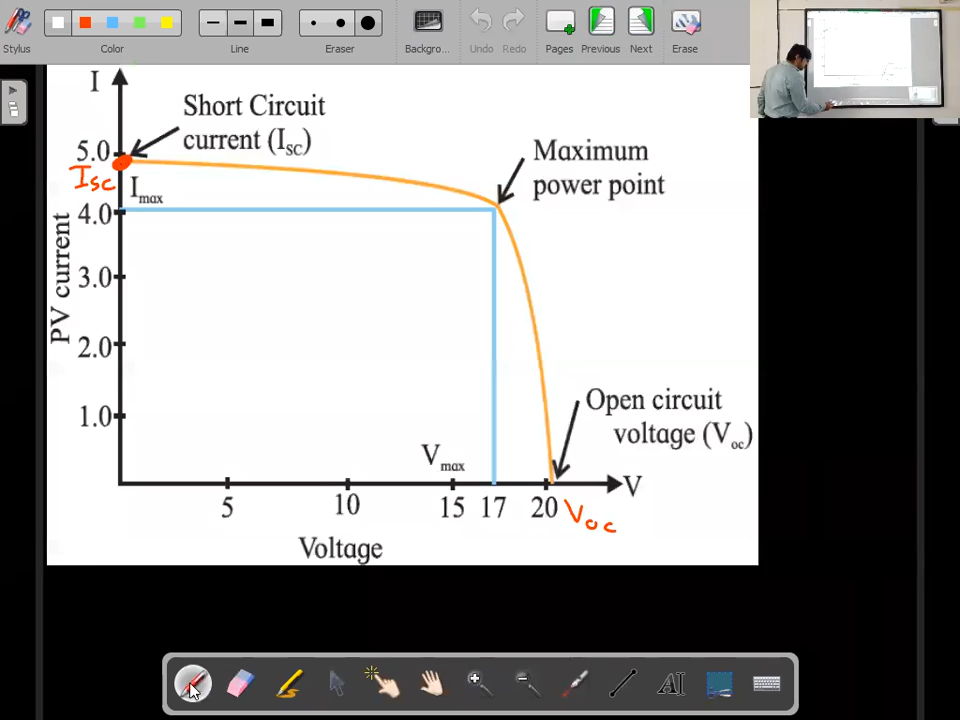 Stylus
Color
Line
Eraser
Backgro...
Undo
Redo
Pages
Previous
Next
Erase
I
Short Circuit
current (Isc)
5.0
Isc
Imax
Maximum
power point
4.0
3.0
PV current
2.0
1.0
Open circuit
voltage (Voc)
Vmax
V
5
10
15
17
20
Voc
Voltage
AI